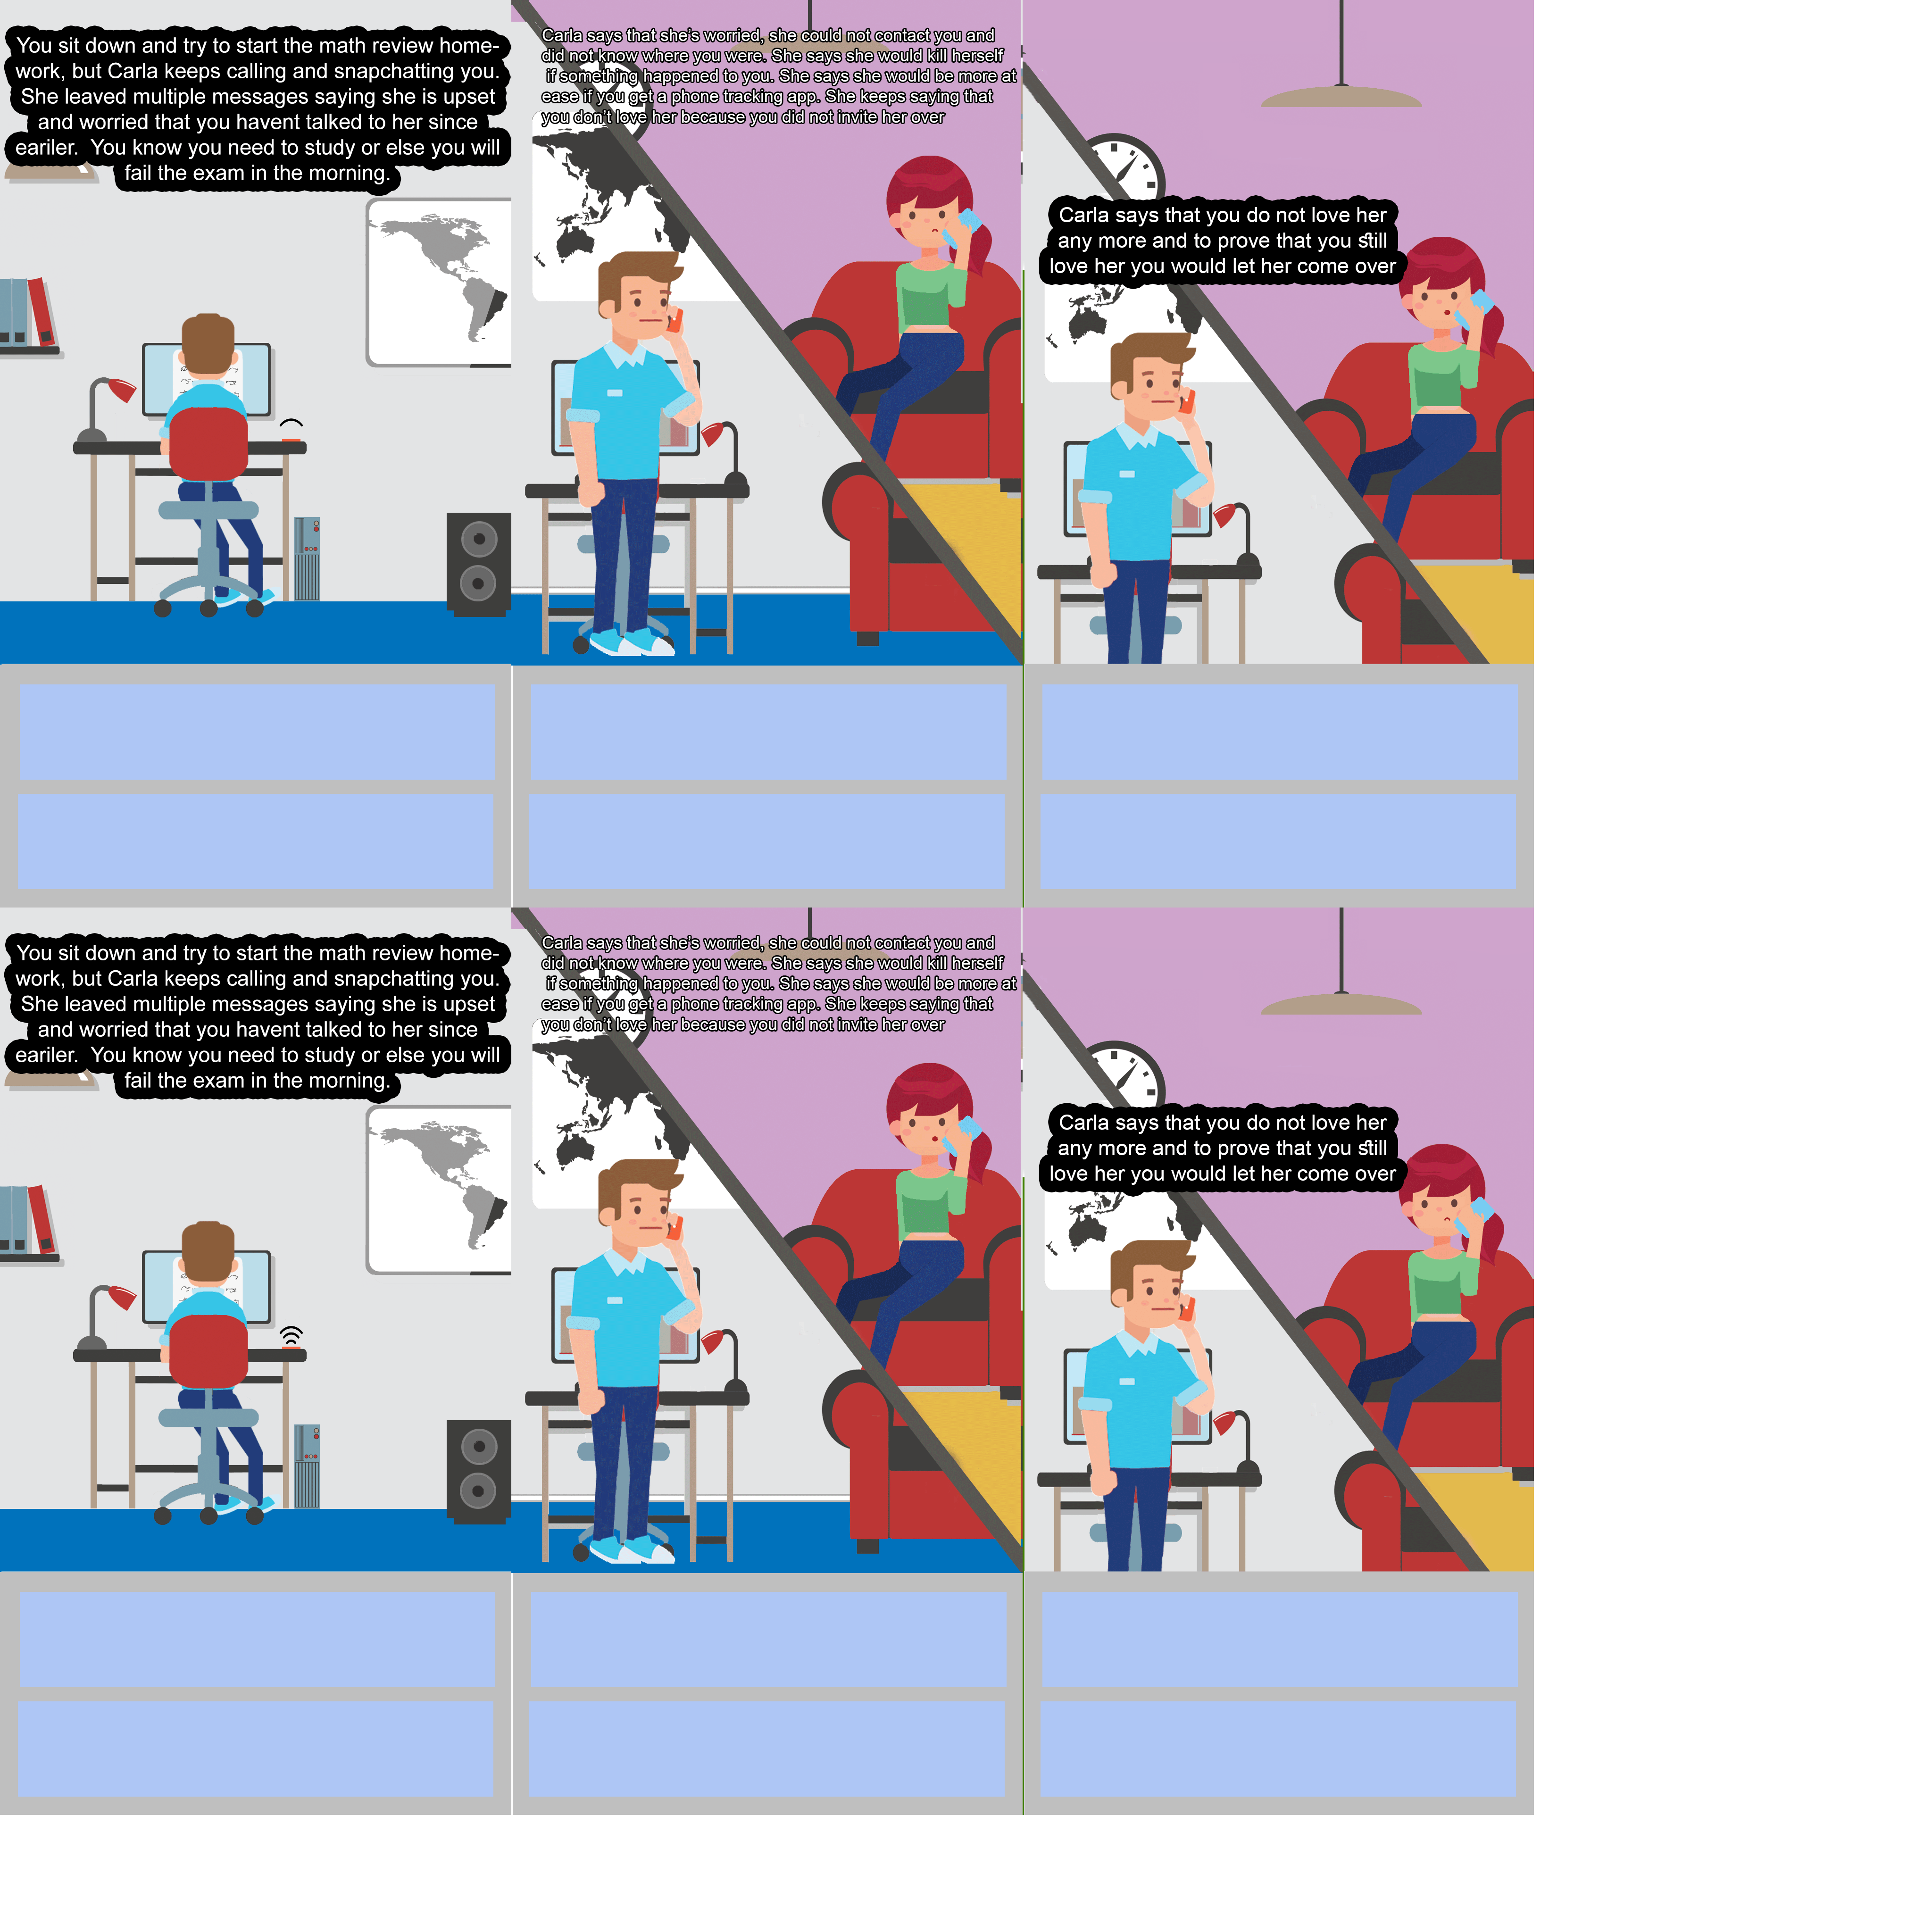 You sit down and try to start the math review home-
work, but Carla keeps calling and snapchatting you.
She leaved multiple messages saying she is upset
and worried that you havent talked to her since
eariler. You know you need to study or else you will
fail the exam in the morning.
Carla says that she's worried, she could not contact you and
did not know where you were. She says she would kill herself
if something happened to you. She says she would be more at
ease if you get a phone tracking app. She keeps saying that
you don't love her because you did not invite her over
Carla says that you do not love her
any more and to prove that you still
love her you would let her come over
You sit down and try to start the math review home-
work, but Carla keeps calling and snapchatting you.
She leaved multiple messages saying she is upset
and worried that you havent talked to her since
eariler. You know you need to study or else you will
fail the exam in the morning.
Carla says that she's worried, she could not contact you and
did not know where you were. She says she would kill herself
if something happened to you. She says she would be more at
ease if you get a phone tracking app. She keeps saying that
you don't love her because you did not invite her over
Carla says that you do not love her
any more and to prove that you still
love her you would let her come over